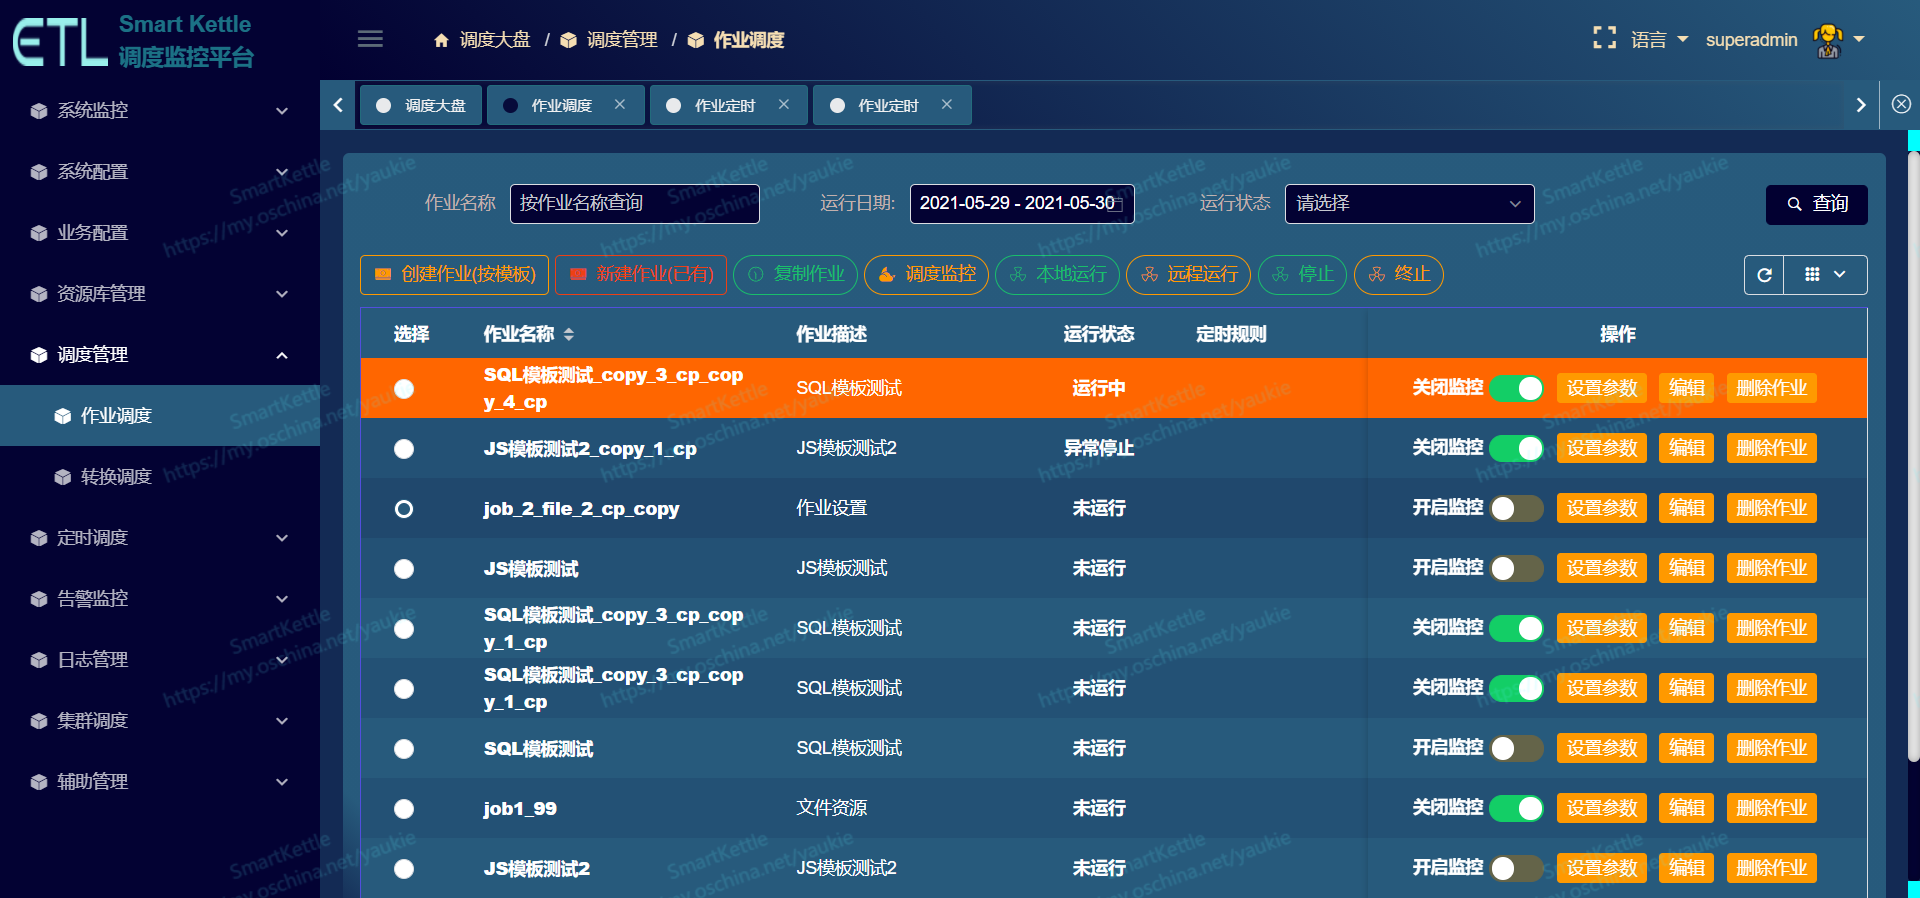 ETL
Smart Kettle
调度监控平台
调度大盘 / 调度管理 / 作业调度
语言
superadmin
系统监控
系统配置
业务配置
资源库管理
调度管理
作业调度
转换调度
定时调度
告警监控
日志管理
集群调度
辅助管理
调度大盘 作业调度 作业定时 作业定时
作业名称 按作业名称查询 运行日期: 2021-05-29 - 2021-05-30 运行状态 请选择 查询
创建作业(按模板) 新建作业(已有) 复制作业 调度监控 本地运行 远程运行 停止 终止
选择 作业名称 作业描述 运行状态 定时规则 操作
SQL模板测试_copy_3_cp_cop
y_4_cp
SQL模板测试 运行中 关闭监控 设置参数 编辑 删除作业
JS模板测试2_copy_1_cp JS模板测试2 异常停止 关闭监控 设置参数 编辑 删除作业
job_2_file_2_cp_copy 作业设置 未运行 开启监控 设置参数 编辑 删除作业
JS模板测试 JS模板测试 未运行 开启监控 设置参数 编辑 删除作业
SQL模板测试_copy_3_cp_cop
y_1_cp
SQL模板测试 未运行 关闭监控 设置参数 编辑 删除作业
SQL模板测试_copy_3_cp_cop
y_1_cp
SQL模板测试 未运行 关闭监控 设置参数 编辑 删除作业
SQL模板测试 SQL模板测试 未运行 开启监控 设置参数 编辑 删除作业
job1_99 文件资源 未运行 关闭监控 设置参数 编辑 删除作业
JS模板测试2 JS模板测试2 未运行 开启监控 设置参数 编辑 删除作业
SmartKettle
https://my.oschina.net/yaukie